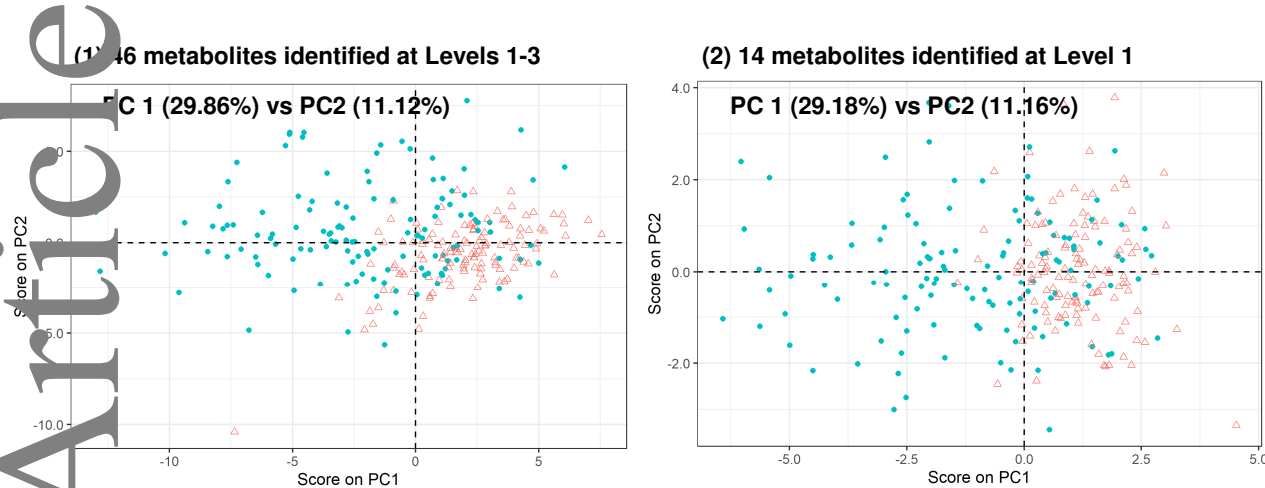 Article
(1) 46 metabolites identified at Levels 1-3
PC 1 (29.86%) vs PC2 (11.12%)
Score on PC2
-5.0
-10.0
-10 -5 0 5
Score on PC1
(2) 14 metabolites identified at Level 1
PC 1 (29.18%) vs PC2 (11.16%)
Score on PC2
4.0
2.0
0.0
-2.0
-5.0 -2.5 0.0 2.5 5.0
Score on PC1